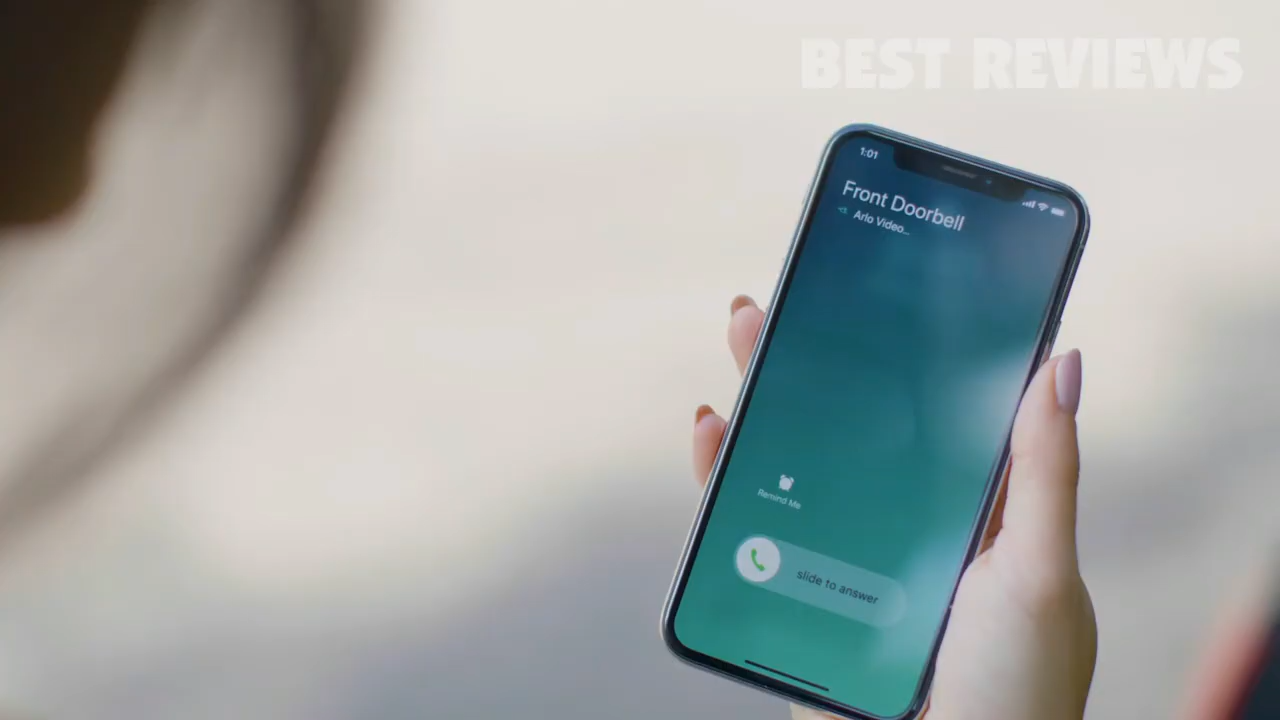 BEST REVIEWS
1:01
Front Doorbell
Arlo Video...
Remind Me
slide to answer